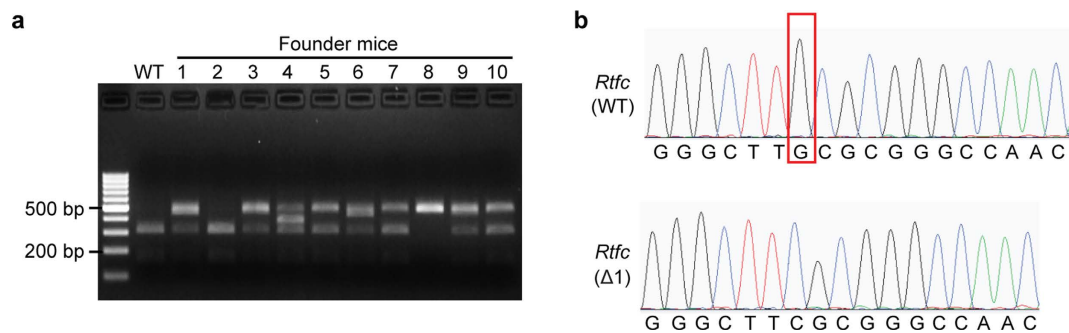 a
Founder mice
WT 1 2 3 4 5 6 7 8 9 10
500 bp
200 bp
b
Rtfc
(WT)
G G G C T T G C G C G G G C C A A C
Rtfc
(Δ1)
G G G C T T C G C G G G C C A A C